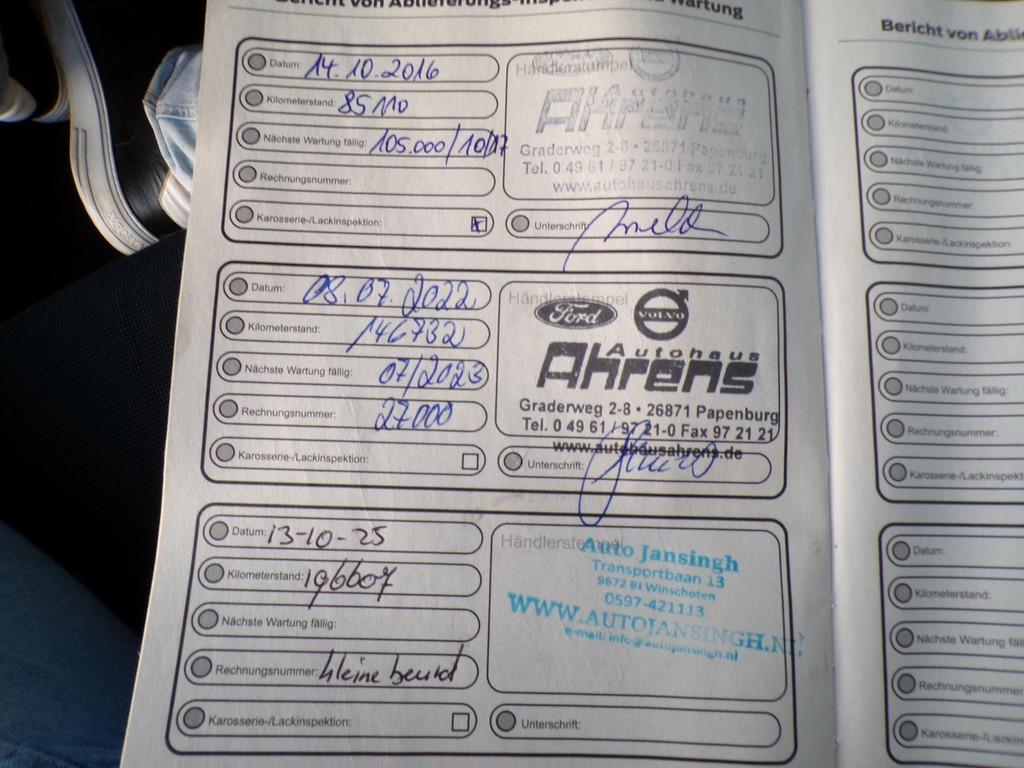 Bericht von Ablieferungs-Inspe Wartung
Datum: 14.10.2016
Kilometerstand: 85110
Nächste Wartung fällig: 105.000/10/17
Rechnungsnummer:
Karosserie-/Lackinspektion:
Händlerstempel
Autohaus
Ahrens
Graderweg 2-8 • 26871 Papenburg
Tel. 0 49 61 / 97 21-0 Fax 97 21 21
www.autohausahrens.de
Unterschrift:
Datum: 08.07.2022
Kilometerstand: 146732
Nächste Wartung fällig: 07/2023
Rechnungsnummer: 27000
Karosserie-/Lackinspektion:
Händlerstempel
Ford VOLVO
Autohaus
Ahrens
Graderweg 2-8 • 26871 Papenburg
Tel. 0 49 61 / 97 21-0 Fax 97 21 21
www.autohausahrens.de
Unterschrift:
Datum: 13-10-25
Kilometerstand: 196607
Nächste Wartung fällig:
Rechnungsnummer: kleine beurt
Karosserie-/Lackinspektion:
Händlerstempel
Auto Jansingh
Transportbaan 13
9672 BJ Winschoten
0597-421113
WWW.AUTOJANSINGH.NL
e-mail: info@autojansingh.nl
Unterschrift:
Bericht von Ablie
Datum:
Kilometerstand:
Nächste Wartung fällig:
Rechnungsnummer:
Karosserie-/Lackinspektion:
Datum:
Kilometerstand:
Nächste Wartung fällig:
Rechnungsnummer:
Karosserie-/Lackinspekt
Datum:
Kilometerstand:
Nächste Wartung fäll
Rechnungsnummer
Karosserie-/Lackinsp